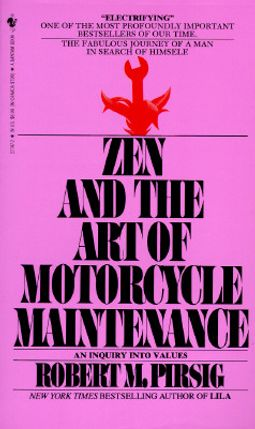 "ELECTRIFYING"
ONE OF THE MOST PROFOUNDLY IMPORTANT
BESTSELLERS OF OUR TIME.
THE FABULOUS JOURNEY OF A MAN
IN SEARCH OF HIMSELF
ZEN
AND THE
ART OF
MOTORCYCLE
MAINTENANCE
AN INQUIRY INTO VALUES
ROBERT M. PIRSIG
NEW YORK TIMES BESTSELLING AUTHOR OF LILA